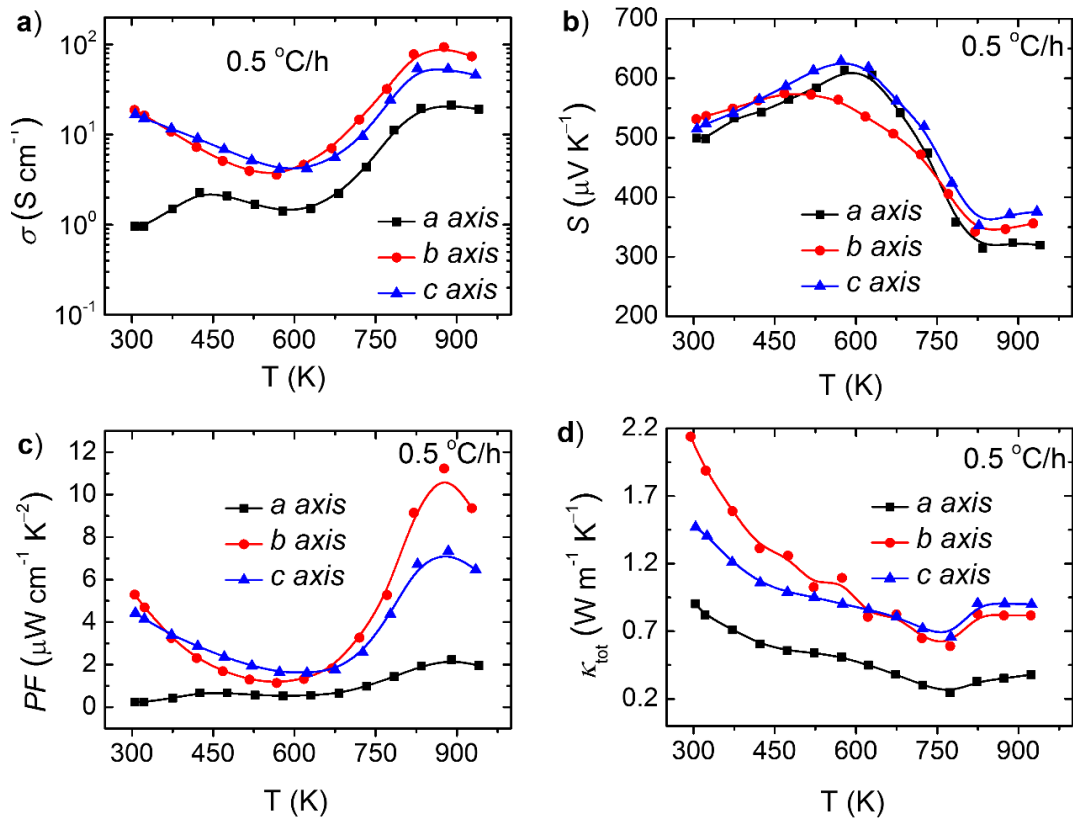 a)
0.5 °C/h
σ (S cm⁻¹)
10²
10¹
10⁰
10⁻¹
a axis
b axis
c axis
300 450 600 750 900
T (K)
b)
0.5 °C/h
S (μV K⁻¹)
700
600
500
400
300
200
a axis
b axis
c axis
300 450 600 750 900
T (K)
c)
0.5 °C/h
PF (μW cm⁻¹ K⁻²)
12
10
8
6
4
2
0
a axis
b axis
c axis
300 450 600 750 900
T (K)
d)
0.5 °C/h
κtot (W m⁻¹ K⁻¹)
2.2
1.7
1.2
0.7
0.2
a axis
b axis
c axis
300 450 600 750 900
T (K)